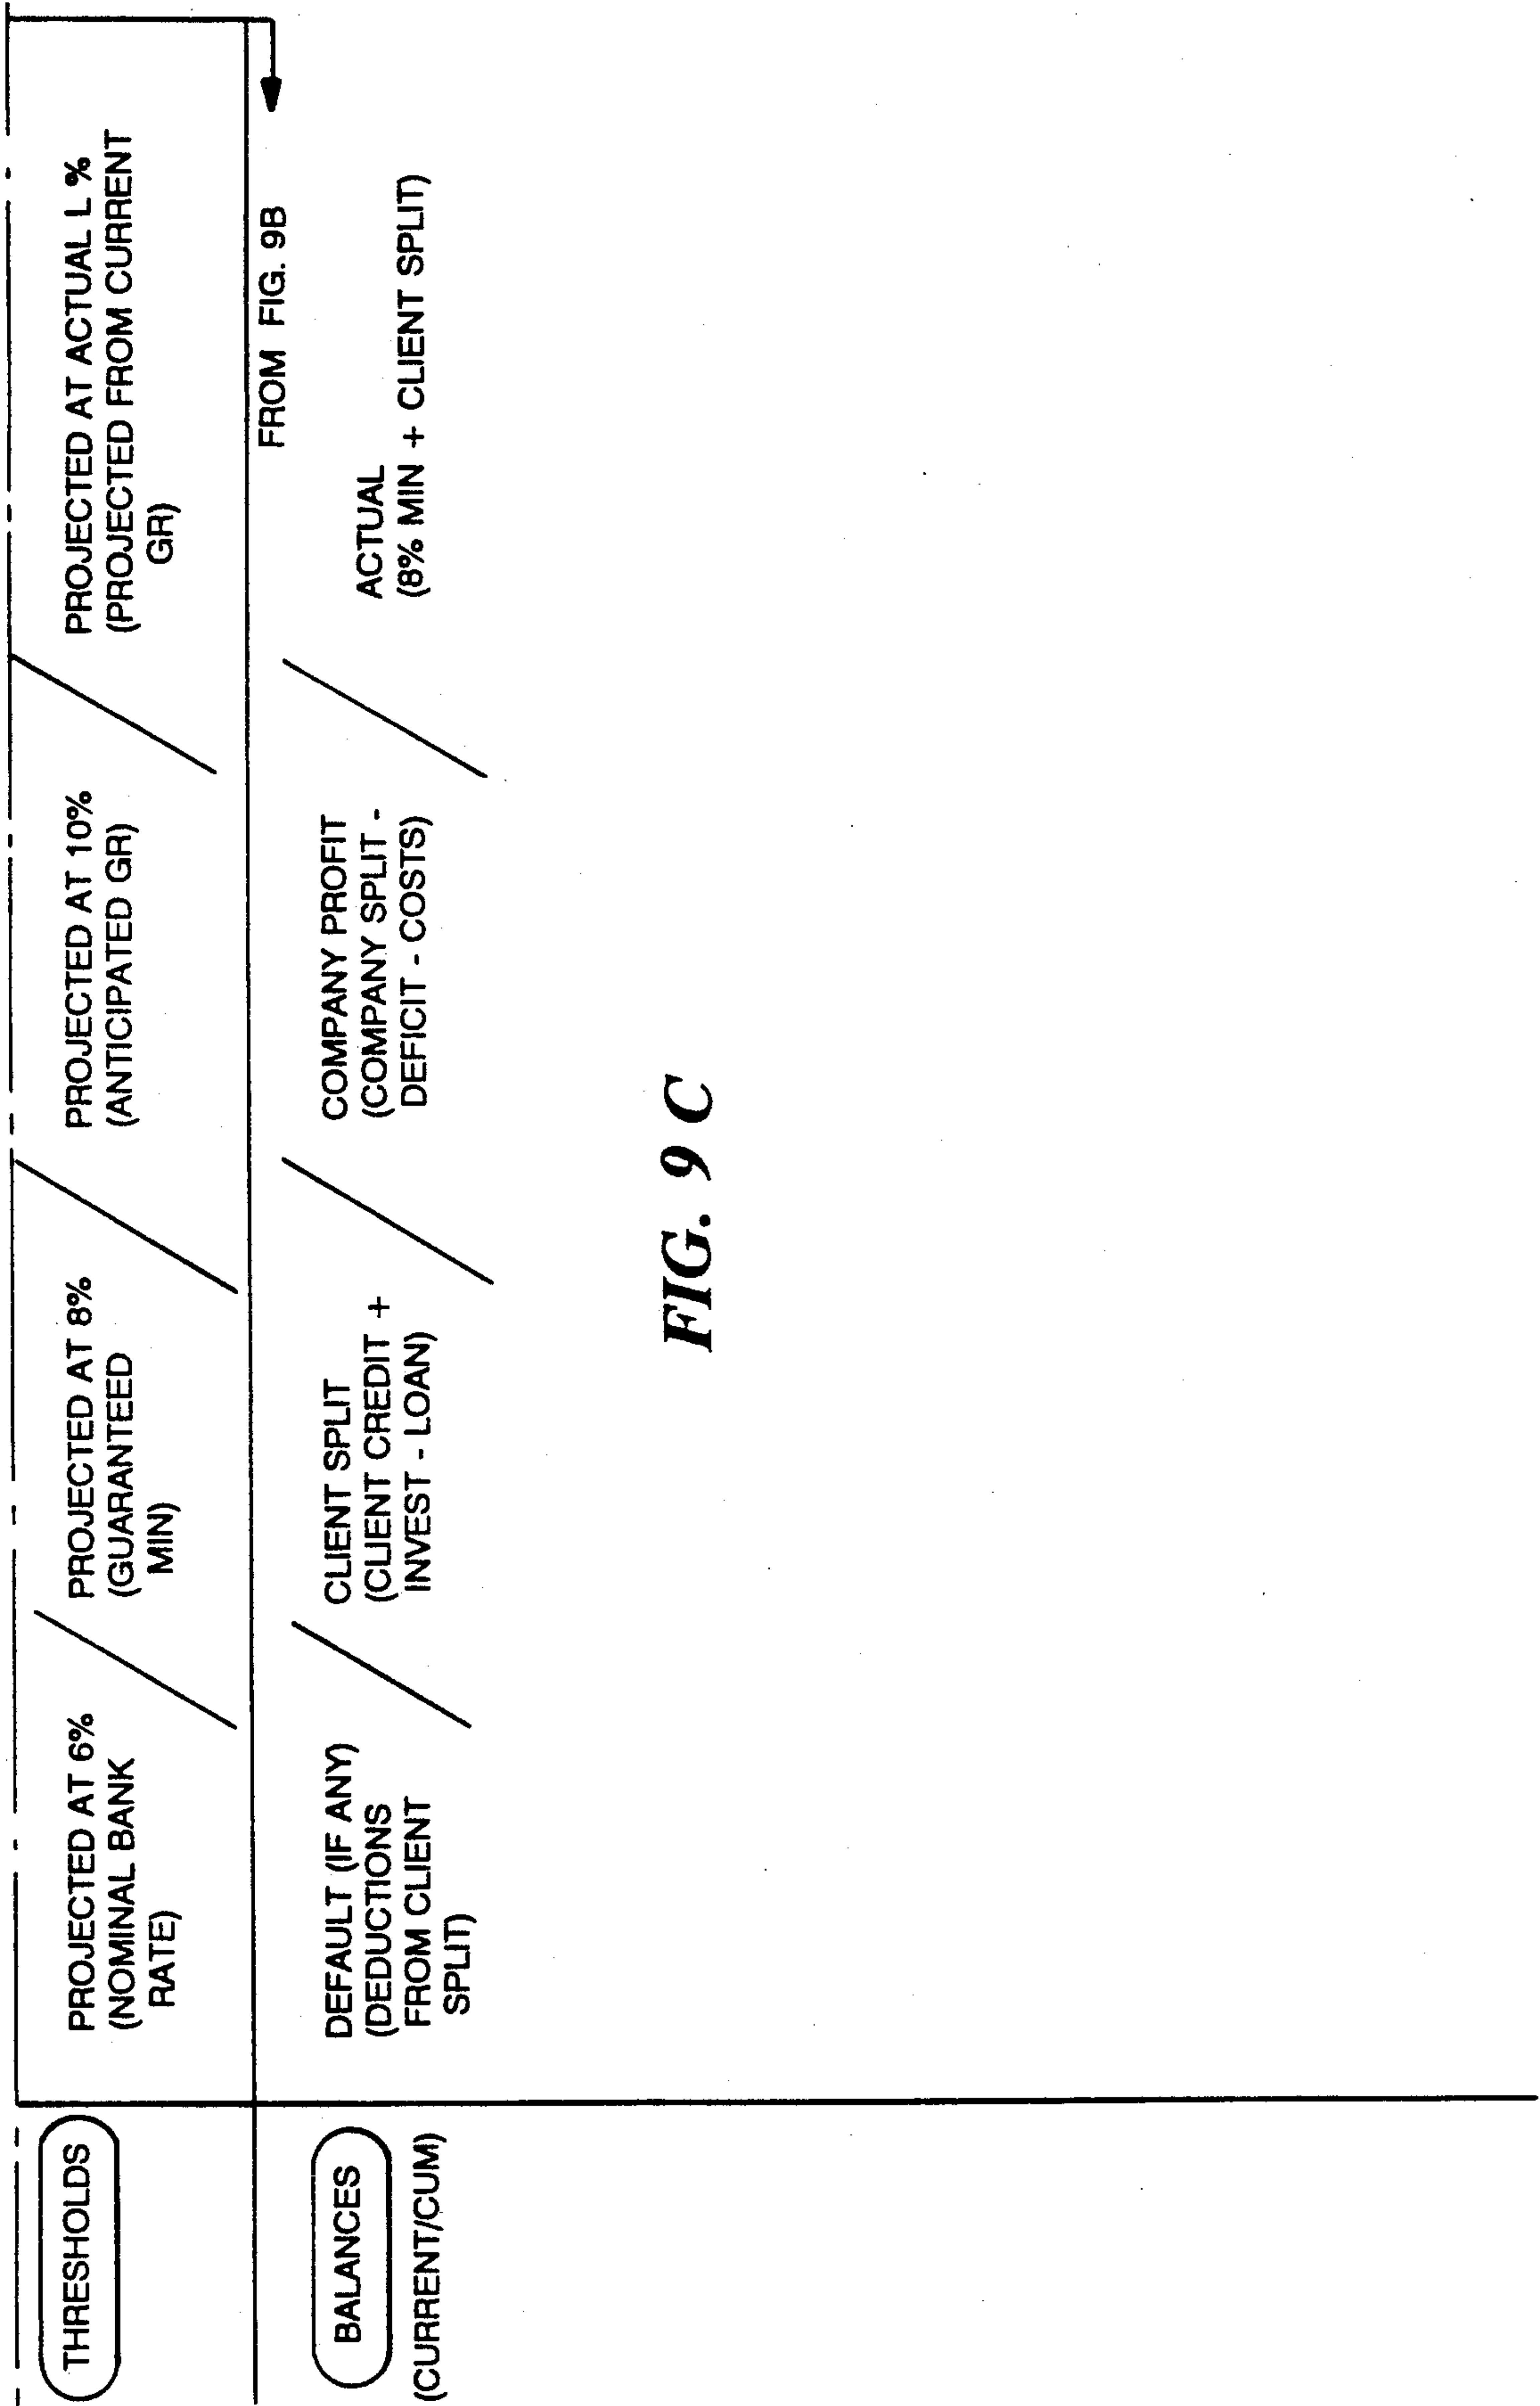 THRESHOLDS
PROJECTED AT 6%
(NOMINAL BANK
RATE)
PROJECTED AT 8%
(GUARANTEED
MIN)
PROJECTED AT 10%
(ANTICIPATED GR)
PROJECTED AT ACTUAL L %
(PROJECTED FROM CURRENT
GR)
FROM FIG. 9B
BALANCES
(CURRENT/CUM)
DEFAULT (IF ANY)
(DEDUCTIONS
FROM CLIENT
SPLIT)
CLIENT SPLIT
(CLIENT CREDIT +
INVEST - LOAN)
COMPANY PROFIT
(COMPANY SPLIT -
DEFICIT - COSTS)
ACTUAL
(8% MIN + CLIENT SPLIT)
FIG. 9 C